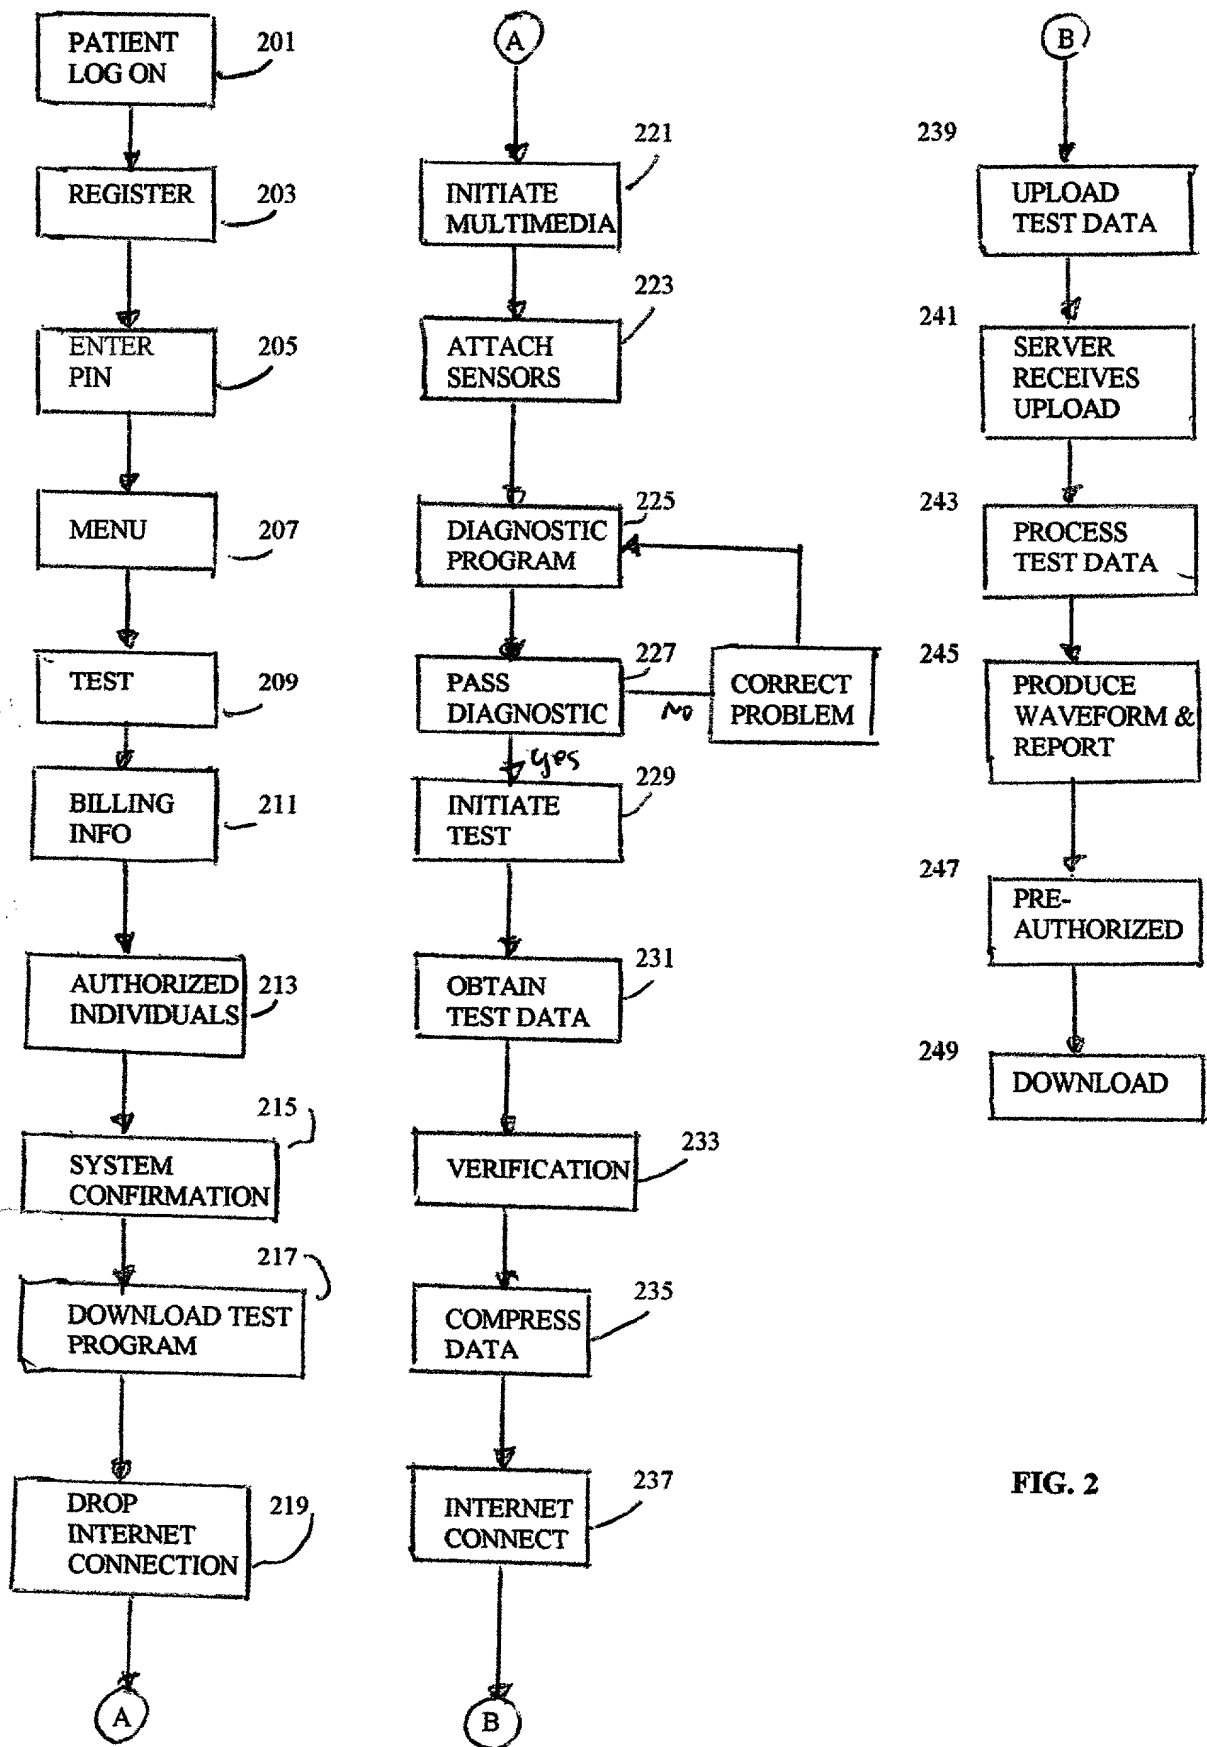 PATIENT
LOG ON
201
REGISTER
203
ENTER
PIN
205
MENU
207
TEST
209
BILLING
INFO
211
AUTHORIZED
INDIVIDUALS
213
215
SYSTEM
CONFIRMATION
217
DOWNLOAD TEST
PROGRAM
DROP
INTERNET
CONNECTION
219
A
A
221
INITIATE
MULTIMEDIA
223
ATTACH
SENSORS
225
DIAGNOSTIC
PROGRAM
227
PASS
DIAGNOSTIC
NO
CORRECT
PROBLEM
yes
229
INITIATE
TEST
231
OBTAIN
TEST DATA
233
VERIFICATION
235
COMPRESS
DATA
237
INTERNET
CONNECT
B
B
239
UPLOAD
TEST DATA
241
SERVER
RECEIVES
UPLOAD
243
PROCESS
TEST DATA
245
PRODUCE
WAVEFORM &
REPORT
247
PRE-
AUTHORIZED
249
DOWNLOAD
FIG. 2